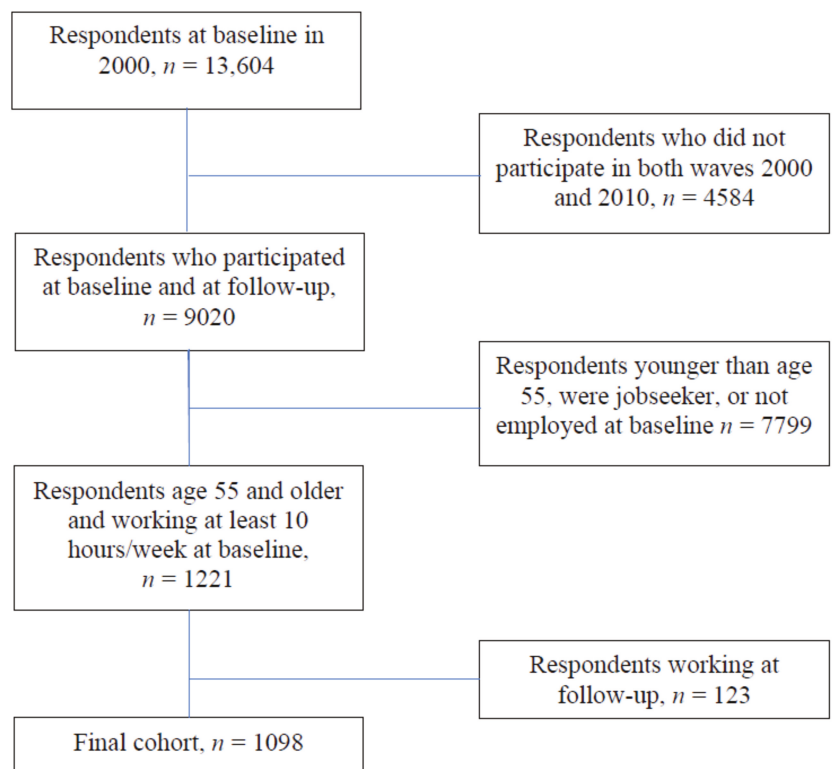 Respondents at baseline in
2000, n = 13,604
Respondents who did not
participate in both waves 2000
and 2010, n = 4584
Respondents who participated
at baseline and at follow-up,
n = 9020
Respondents younger than age
55, were jobseeker, or not
employed at baseline n = 7799
Respondents age 55 and older
and working at least 10
hours/week at baseline,
n = 1221
Respondents working at
follow-up, n = 123
Final cohort, n = 1098